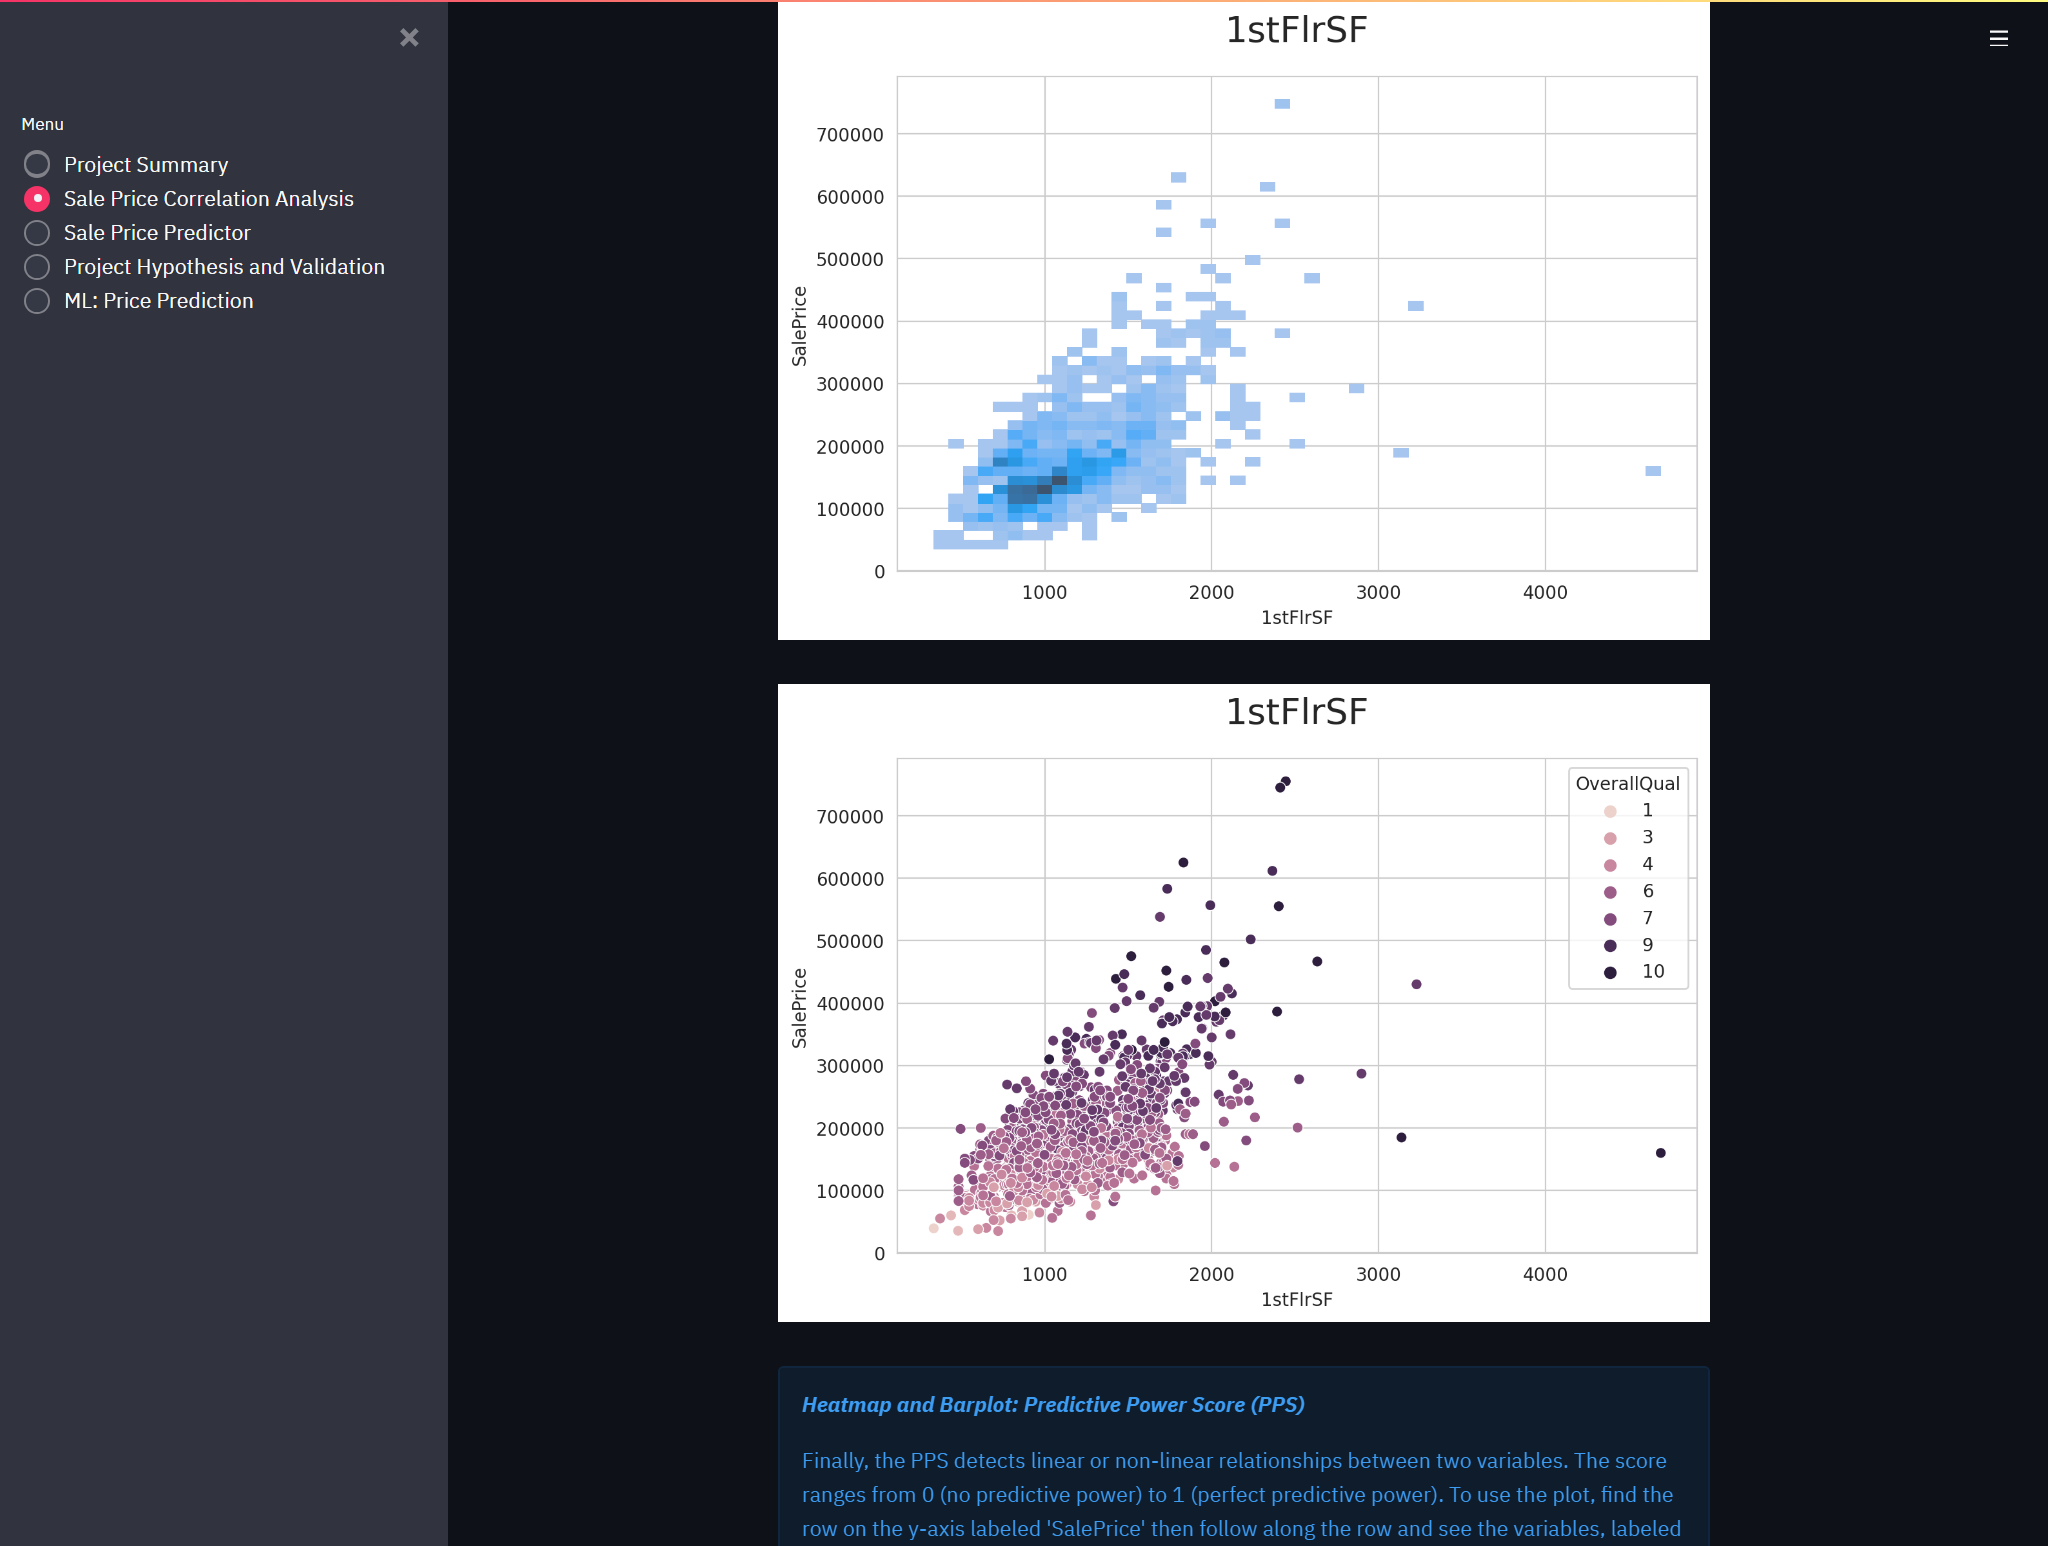 Menu
Project Summary
Sale Price Correlation Analysis
Sale Price Predictor
Project Hypothesis and Validation
ML: Price Prediction
1stFlrSF
700000
600000
500000
400000
300000
200000
100000
0
SalePrice
1000 2000 3000 4000
1stFlrSF
1stFlrSF
700000
600000
500000
400000
300000
200000
100000
0
SalePrice
OverallQual
1
3
4
6
7
9
10
1000 2000 3000 4000
1stFlrSF
Heatmap and Barplot: Predictive Power Score (PPS)
Finally, the PPS detects linear or non-linear relationships between two variables. The score
ranges from 0 (no predictive power) to 1 (perfect predictive power). To use the plot, find the
row on the y-axis labeled 'SalePrice' then follow along the row and see the variables, labeled